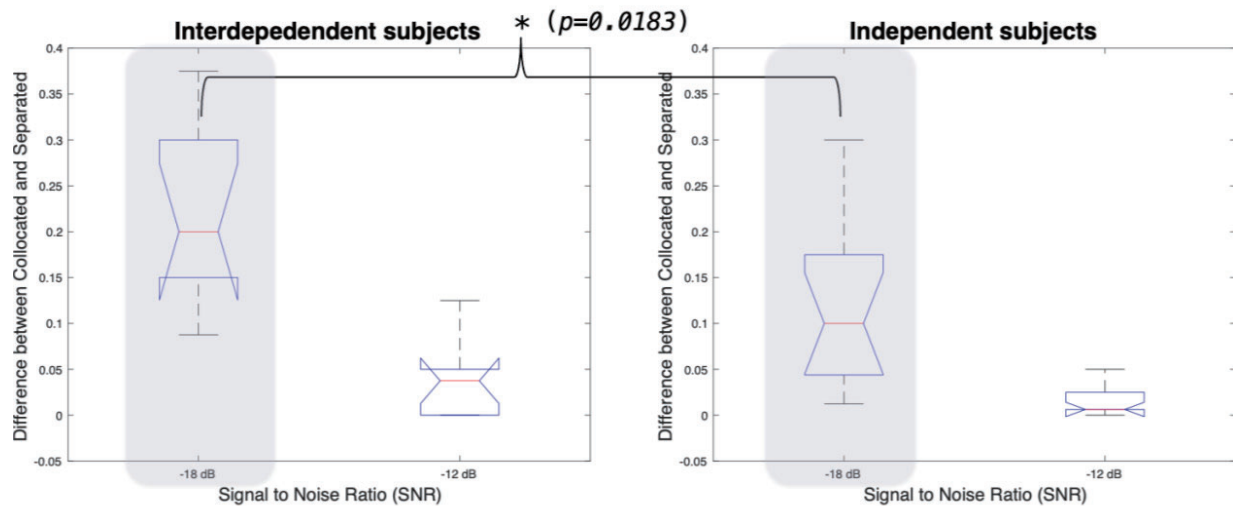 * (p=0.0183)
Interdepedendent subjects
Difference between Collocated and Separated
0.4
0.35
0.3
0.25
0.2
0.15
0.1
0.05
0
-0.05
-18 dB
-12 dB
Signal to Noise Ratio (SNR)
Independent subjects
Difference between Collocated and Separated
0.4
0.35
0.3
0.25
0.2
0.15
0.1
0.05
0
-0.05
-18 dB
-12 dB
Signal to Noise Ratio (SNR)